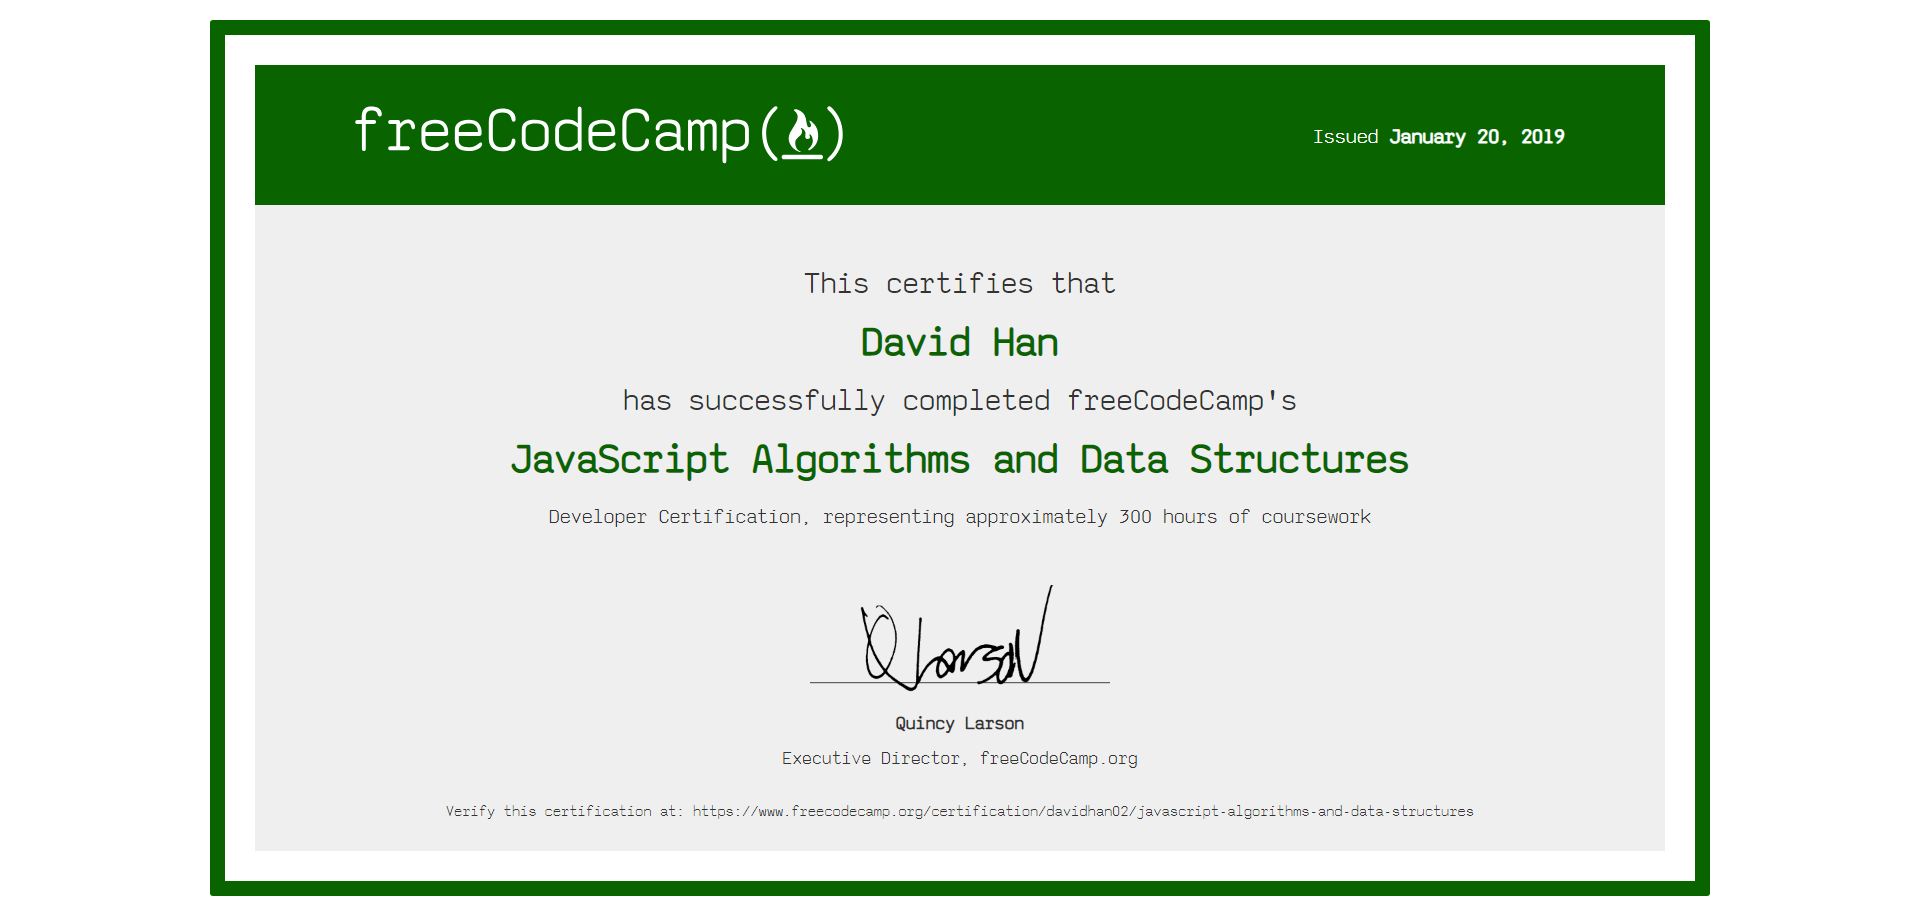 freeCodeCamp(🔥)
Issued January 20, 2019
This certifies that
David Han
has successfully completed freeCodeCamp's
JavaScript Algorithms and Data Structures
Developer Certification, representing approximately 300 hours of coursework
Q Larson
Quincy Larson
Executive Director, freeCodeCamp.org
Verify this certification at: https://www.freecodecamp.org/certification/davidhan02/javascript-algorithms-and-data-structures